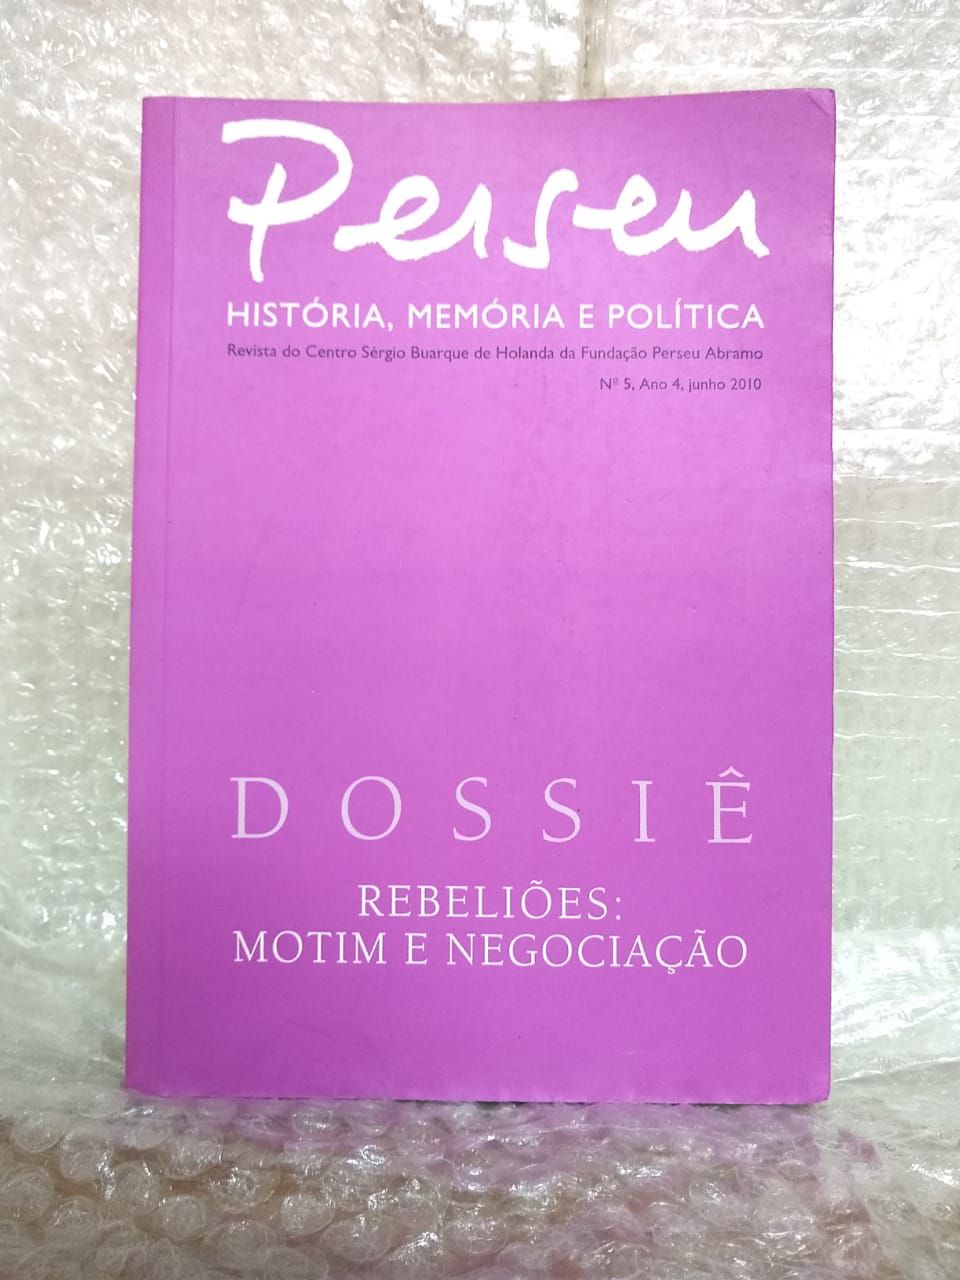 Perseu
HISTÓRIA, MEMÓRIA E POLÍTICA
Revista do Centro Sérgio Buarque de Holanda da Fundação Perseu Abramo
Nº 5, Ano 4, junho 2010
DOSSIÊ
REBELIÕES:
MOTIM E NEGOCIAÇÃO